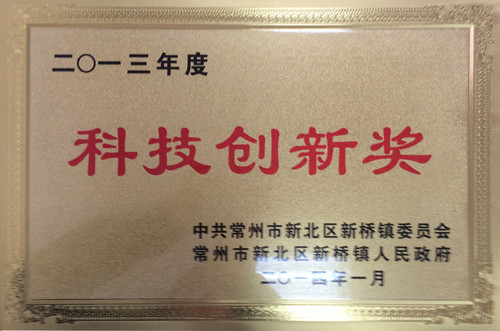 二〇一三年度
科技创新奖
中共常州市新北区新桥镇委员会
常州市新北区新桥镇人民政府
二〇一四年一月